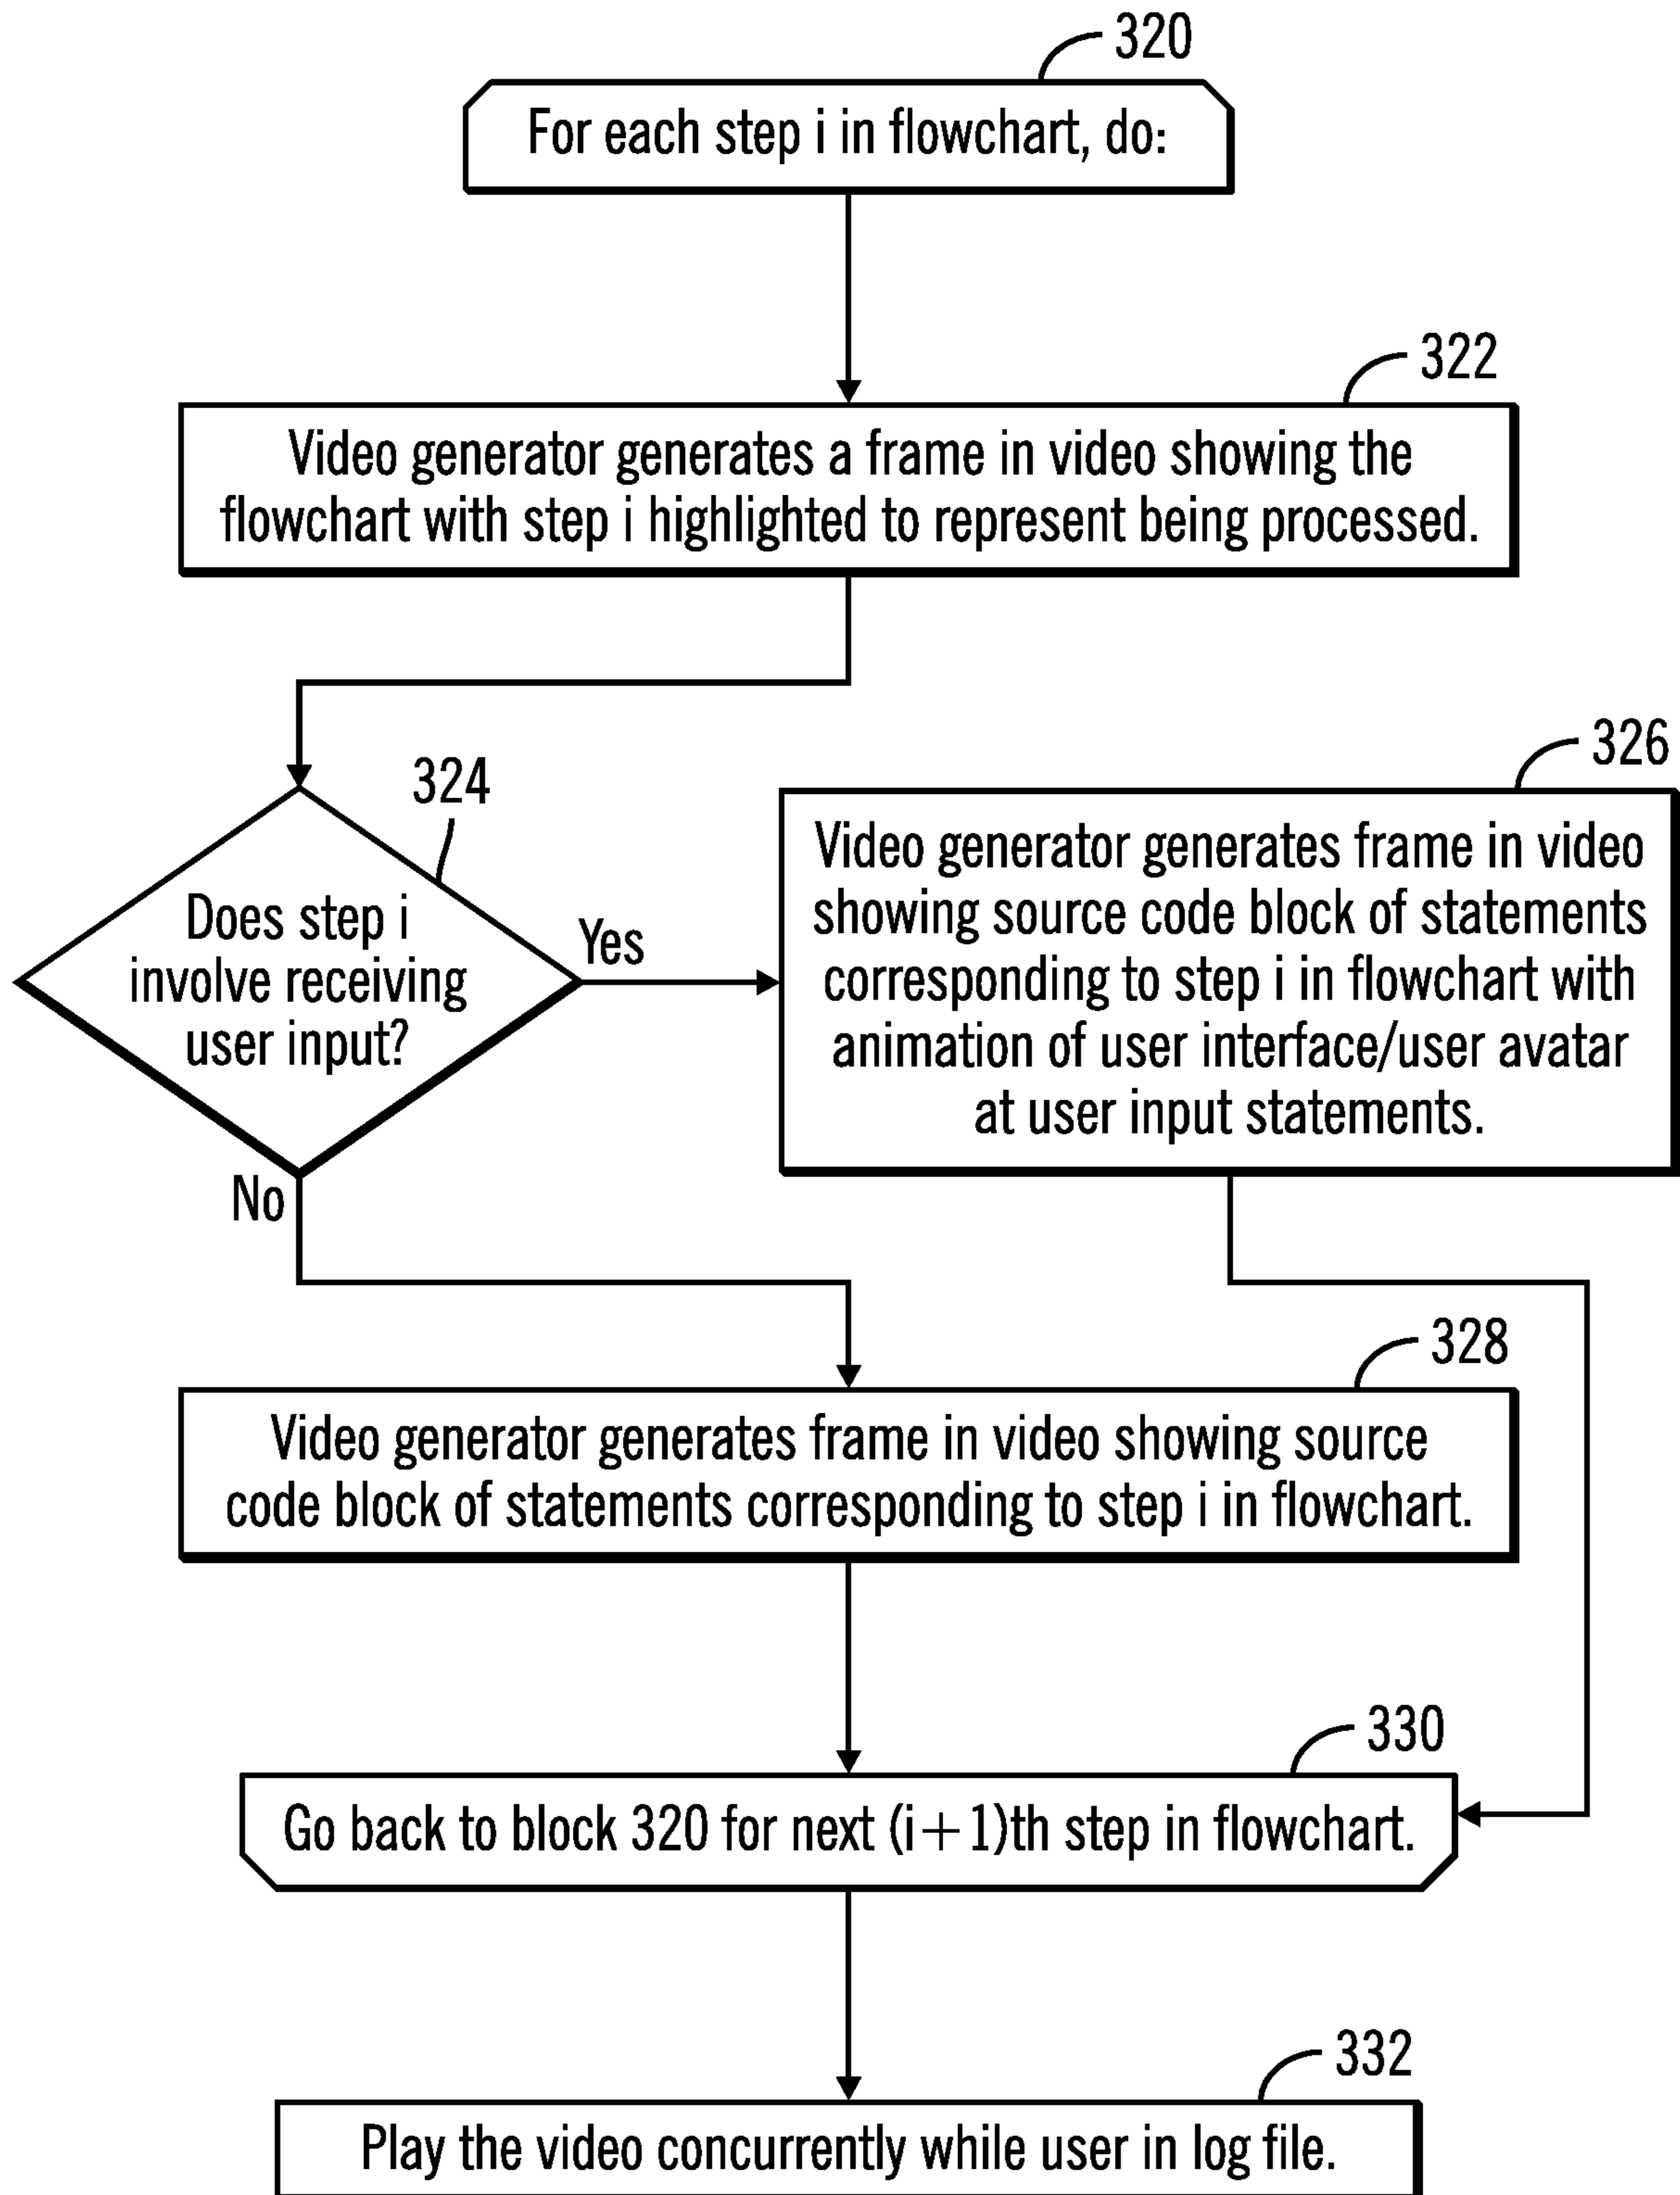 320
For each step i in flowchart, do:
322
Video generator generates a frame in video showing the
flowchart with step i highlighted to represent being processed.
324
Does step i
involve receiving
user input?
Yes
No
326
Video generator generates frame in video
showing source code block of statements
corresponding to step i in flowchart with
animation of user interface/user avatar
at user input statements.
328
Video generator generates frame in video showing source
code block of statements corresponding to step i in flowchart.
330
Go back to block 320 for next (i+1)th step in flowchart.
332
Play the video concurrently while user in log file.